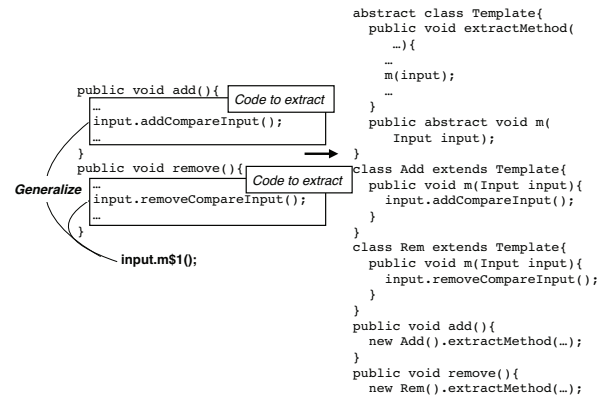 public void add(){
Code to extract
…
input.addCompareInput();
…
}
public void remove(){
Code to extract
Generalize
…
input.removeCompareInput();
…
}
input.m$1();
abstract class Template{
public void extractMethod(
…){
…
m(input);
…
}
public abstract void m(
Input input);
}
class Add extends Template{
public void m(Input input){
input.addCompareInput();
}
}
class Rem extends Template{
public void m(Input input){
input.removeCompareInput();
}
}
public void add(){
new Add().extractMethod(…);
}
public void remove(){
new Rem().extractMethod(…);